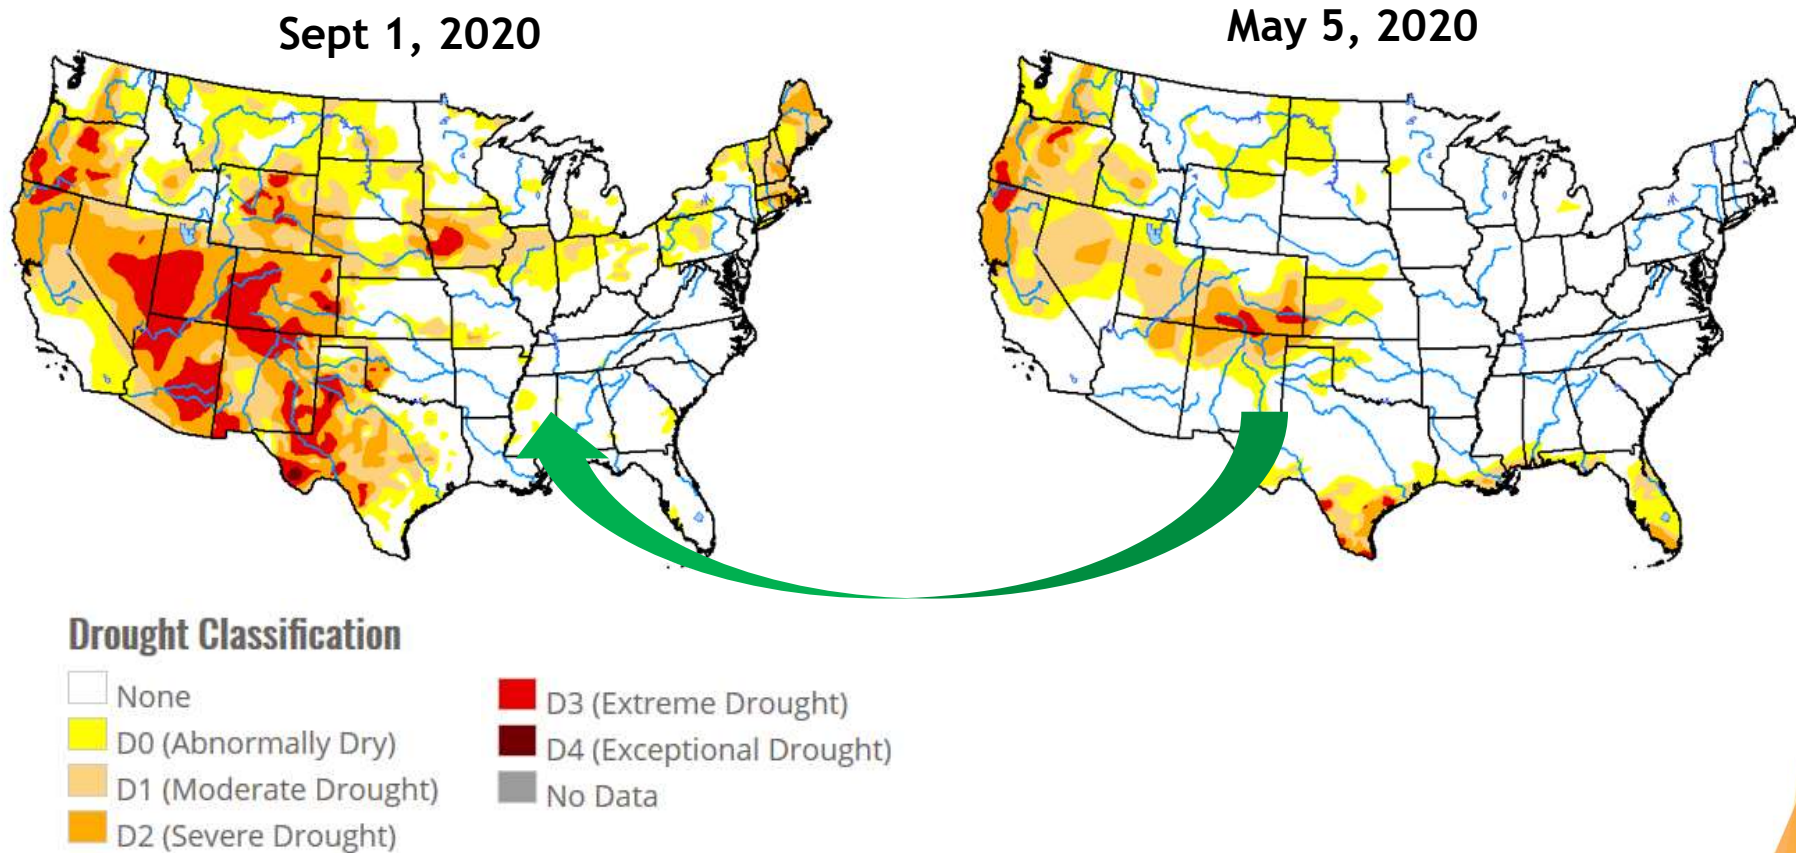 Sept 1, 2020
May 5, 2020
Drought Classification
None
D0 (Abnormally Dry)
D1 (Moderate Drought)
D2 (Severe Drought)
D3 (Extreme Drought)
D4 (Exceptional Drought)
No Data